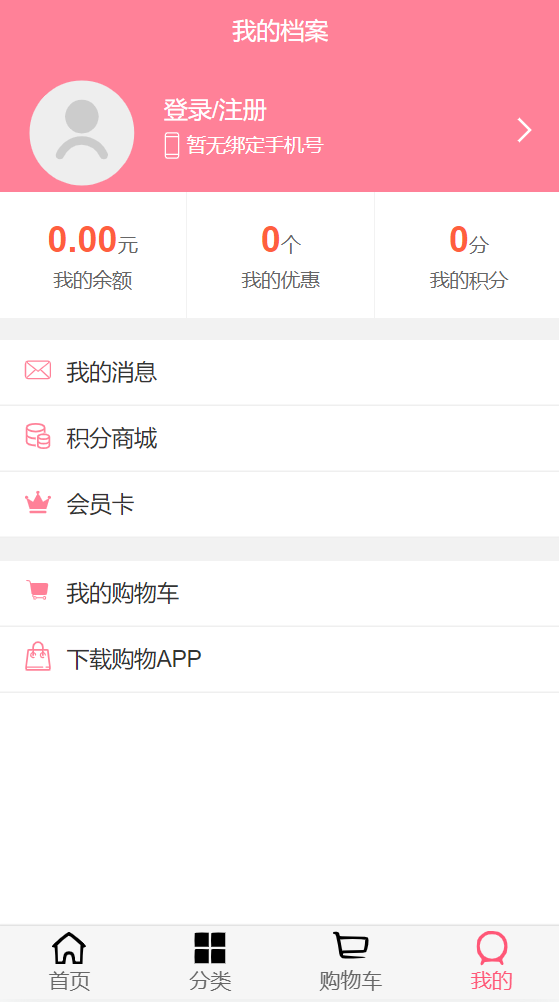 我的档案
登录/注册
暂无绑定手机号
0.00元
我的余额
0个
我的优惠
0分
我的积分
我的消息
积分商城
会员卡
我的购物车
下载购物APP
首页
分类
购物车
我的